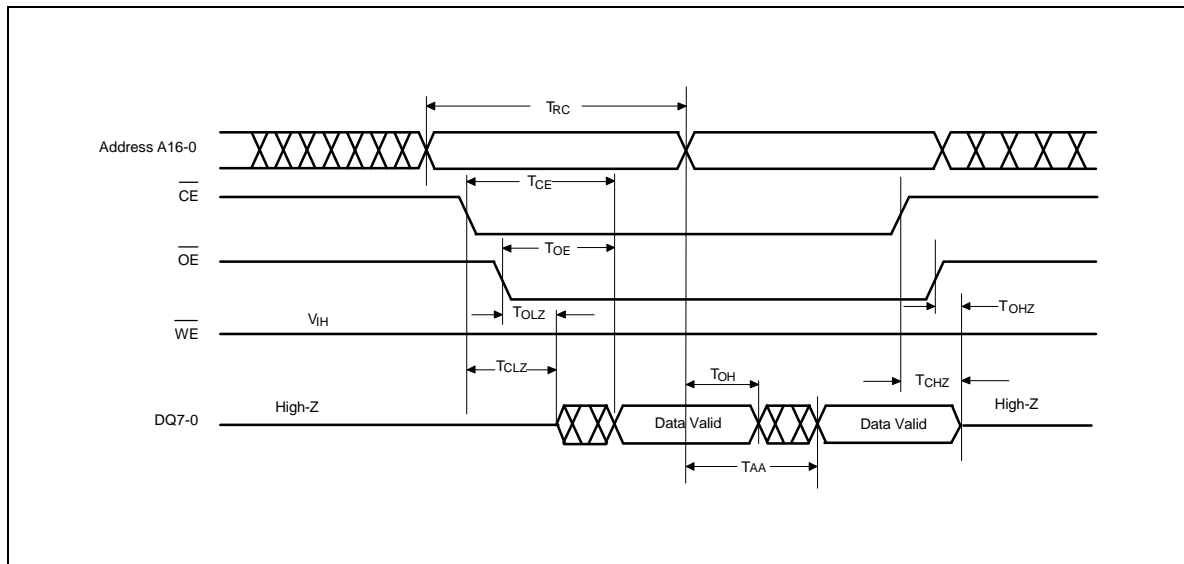 TRC
Address A16-0
TCE
CE
TOE
OE
TOLZ
TOHZ
VIH
WE
TCLZ
TOH
TCHZ
High-Z
High-Z
DQ7-0
Data Valid
Data Valid
TAA